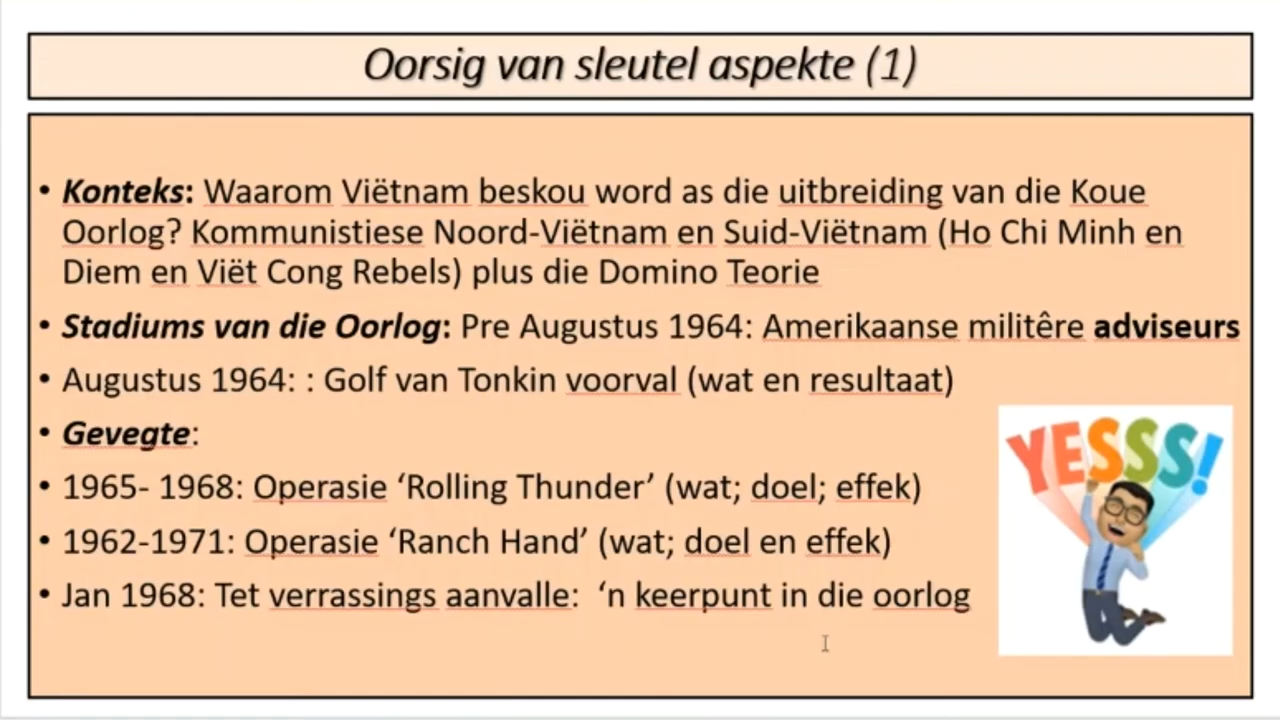 Oorsig van sleutel aspekte (1)
• Konteks: Waarom Viëtnam beskou word as die uitbreiding van die Koue
Oorlog? Kommunistiese Noord-Viëtnam en Suid-Viëtnam (Ho Chi Minh en
Diem en Viët Cong Rebels) plus die Domino Teorie
• Stadiums van die Oorlog: Pre Augustus 1964: Amerikaanse militêre adviseurs
• Augustus 1964: : Golf van Tonkin voorval (wat en resultaat)
• Gevegte:
• 1965- 1968: Operasie ‘Rolling Thunder’ (wat; doel; effek)
• 1962-1971: Operasie ‘Ranch Hand’ (wat; doel en effek)
• Jan 1968: Tet verrassings aanvalle: ‘n keerpunt in die oorlog
YESSS!